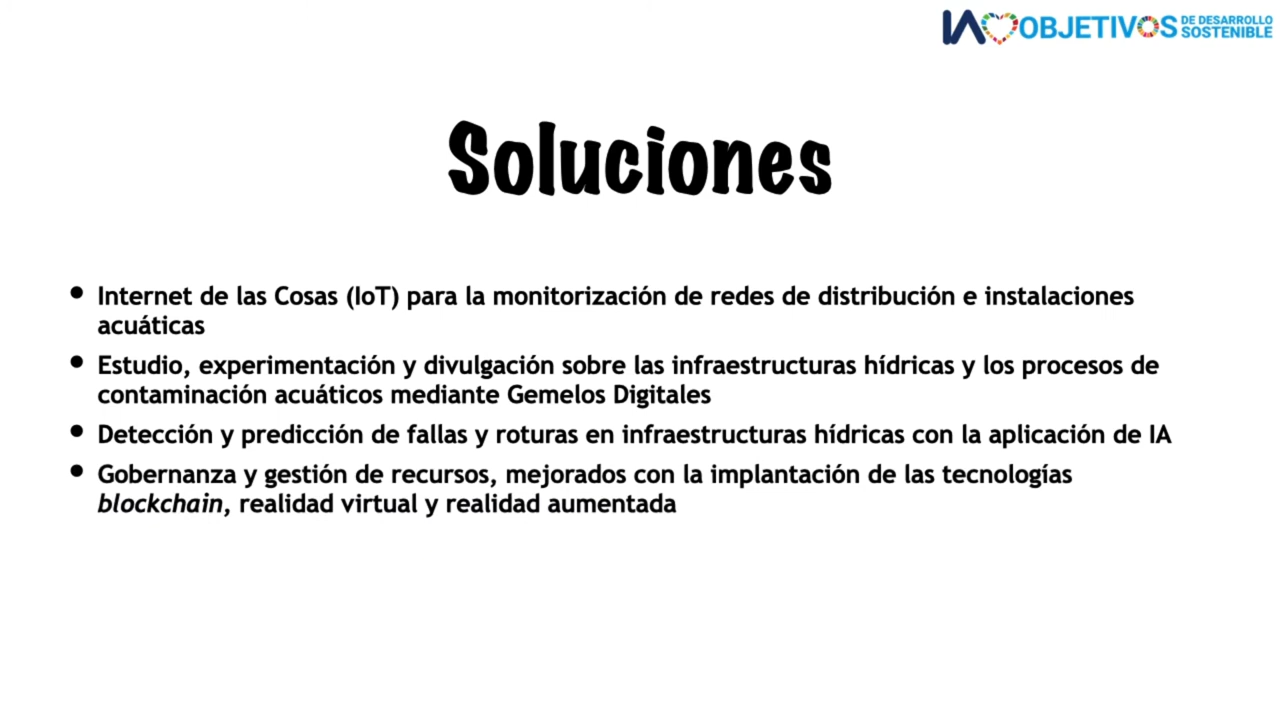 IA OBJETIVOS DE DESARROLLO
SOSTENIBLE
Soluciones
• Internet de las Cosas (IoT) para la monitorización de redes de distribución e instalaciones
acuáticas
• Estudio, experimentación y divulgación sobre las infraestructuras hídricas y los procesos de
contaminación acuáticos mediante Gemelos Digitales
• Detección y predicción de fallas y roturas en infraestructuras hídricas con la aplicación de IA
• Gobernanza y gestión de recursos, mejorados con la implantación de las tecnologías
blockchain, realidad virtual y realidad aumentada